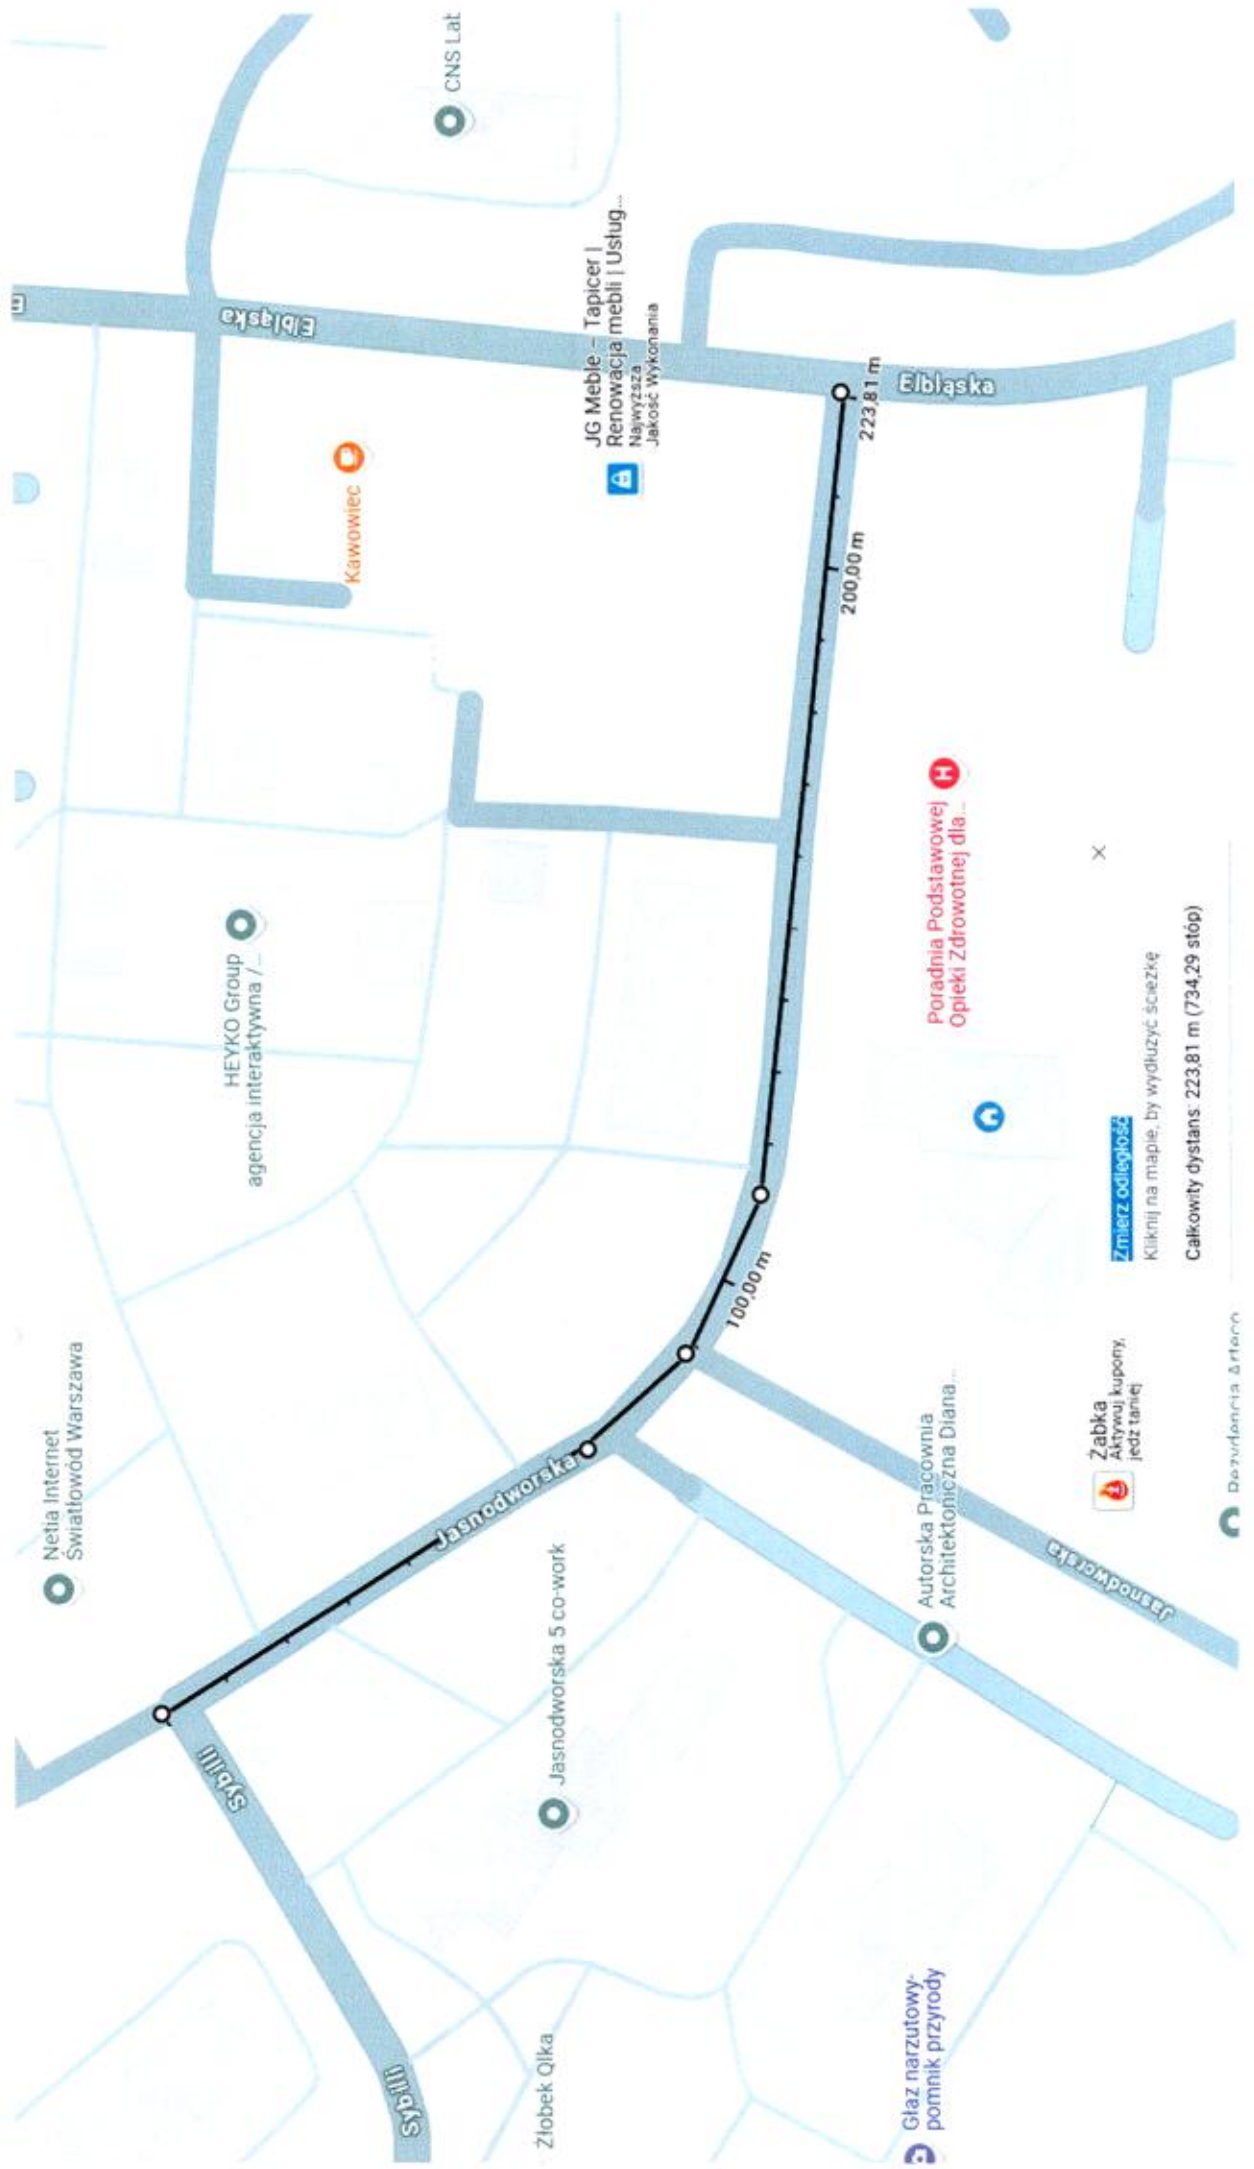 Netia Internet
Światłowód Warszawa
HEYKO Group
agencja interaktywna /...
Kawowiec
Elbląska
CNS Lab
JG Meble – Tapicer |
Renowacja mebli | Usług...
Najwyższa
Jakość Wykonania
Sybilli
Sybilli
Jasnodworska
Jasnodworska 5 co-work
Żłobek Qlka
100,00 m
200,00 m
223,81 m
Elbląska
Poradnia Podstawowej
Opieki Zdrowotnej dla...
H
Autorska Pracownia
Architektoniczna Diana...
Jasnodworska
Głaz narzutowy-
pomnik przyrody
Żabka
Aktywuj kupony,
jedz taniej
Zmierz odległość
Kliknij na mapie, by wydłużyć ścieżkę
Całkowity dystans: 223,81 m (734,29 stóp)